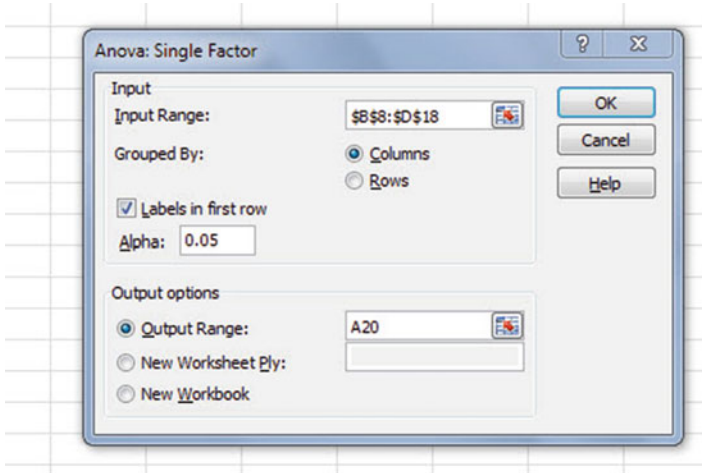 Anova: Single Factor
Input
Input Range: $B$8:$D$18
Grouped By: Columns
Rows
Labels in first row
Alpha: 0.05
OK
Cancel
Help
Output options
Output Range: A20
New Worksheet Ply:
New Workbook